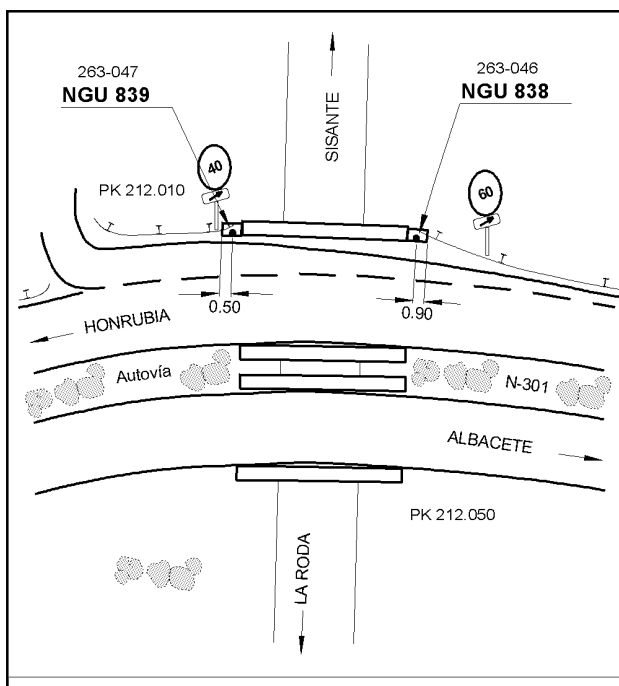 263-047
NGU 839
263-046
NGU 838
SISANTE
40
60
PK 212.010
0.50
0.90
HONRUBIA
Autovía
N-301
ALBACETE
PK 212.050
LA RODA